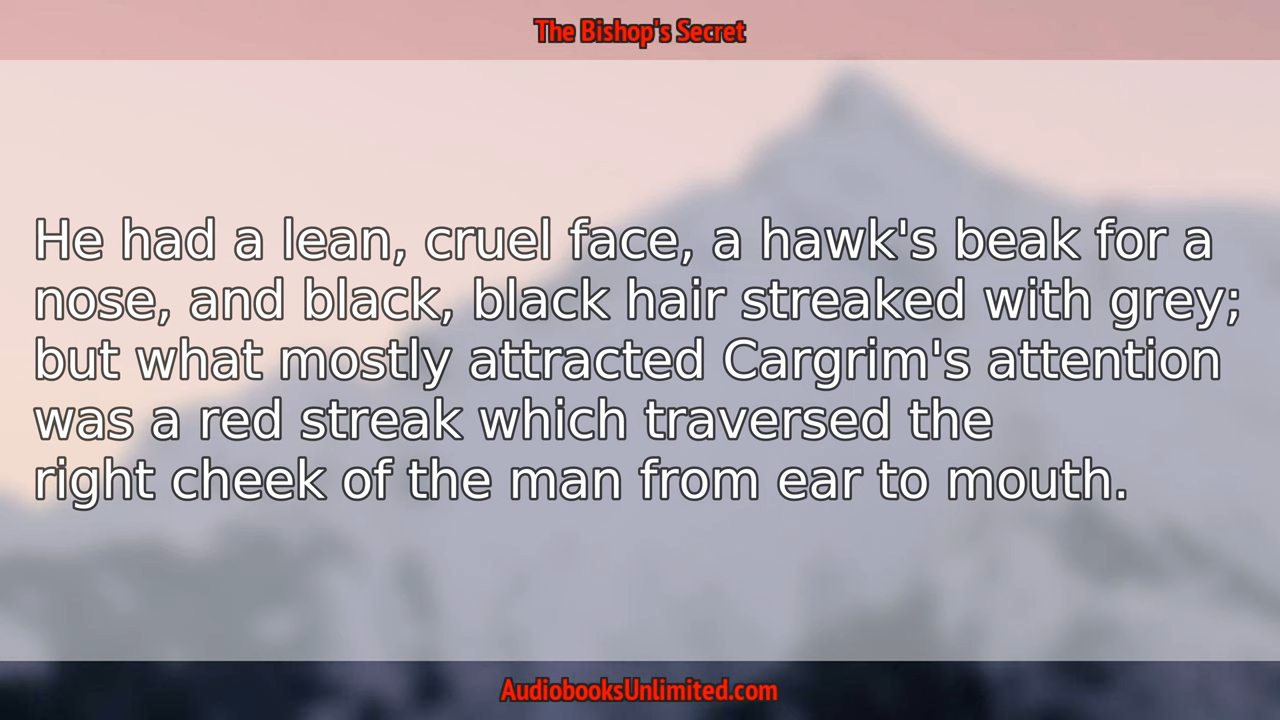 The Bishop's Secret
He had a lean, cruel face, a hawk's beak for a
nose, and black, black hair streaked with grey;
but what mostly attracted Cargrim's attention
was a red streak which traversed the
right cheek of the man from ear to mouth.
AudiobooksUnlimited.com